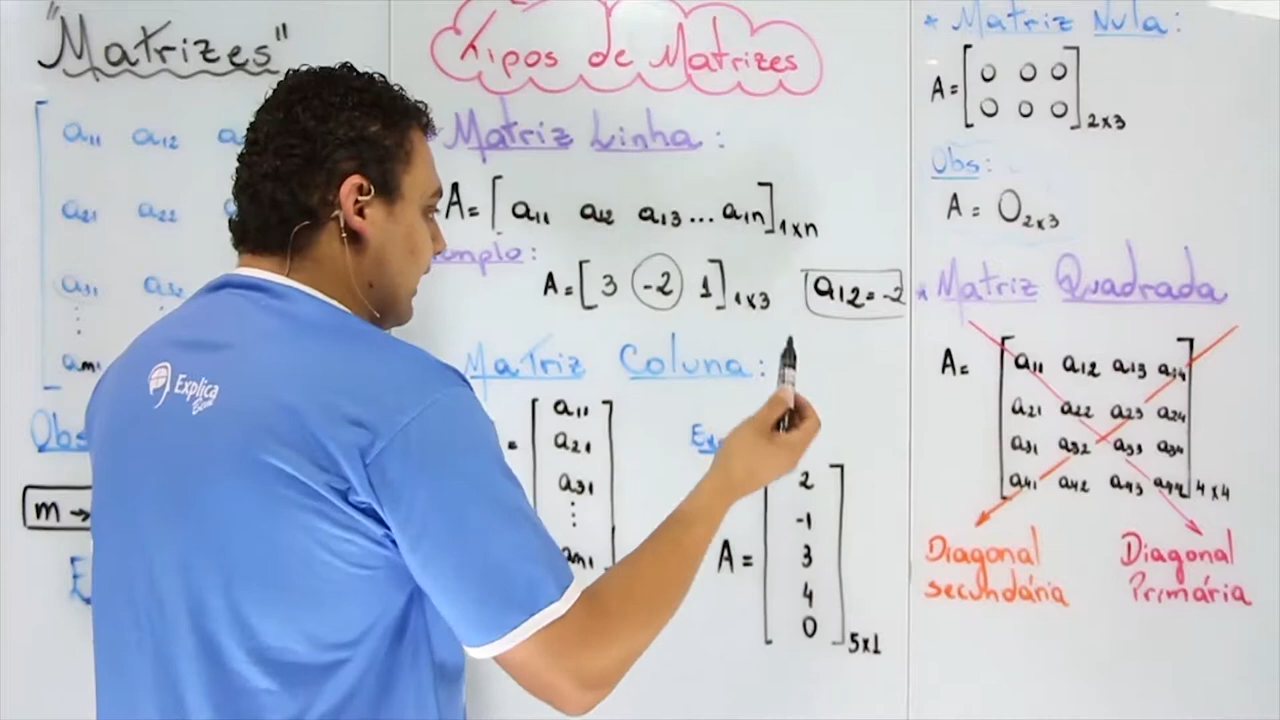 "Matrizes"
a11 a12 a
a21 a22
a31 a32
⋮ ⋮
am1
Obs
m →
Explica
Tipos de Matrizes
Matriz Linha:
A = [ a11 a12 a13 ... a1n ]1xn
emplo:
A = [ 3 -2 1 ]1x3
a12 = -2
Matriz Coluna:
= a11
a21
a31
⋮
am1
Ex
A = 2
-1
3
4
0
5x1
* Matriz Nula:
A = [ 0 0 0
0 0 0 ]2x3
Obs:
A = O2x3
* Matriz Quadrada
A = a11 a12 a13 a14
a21 a22 a23 a24
a31 a32 a33 a34
a41 a42 a43 a44 4x4
Diagonal secundária
Diagonal Primária